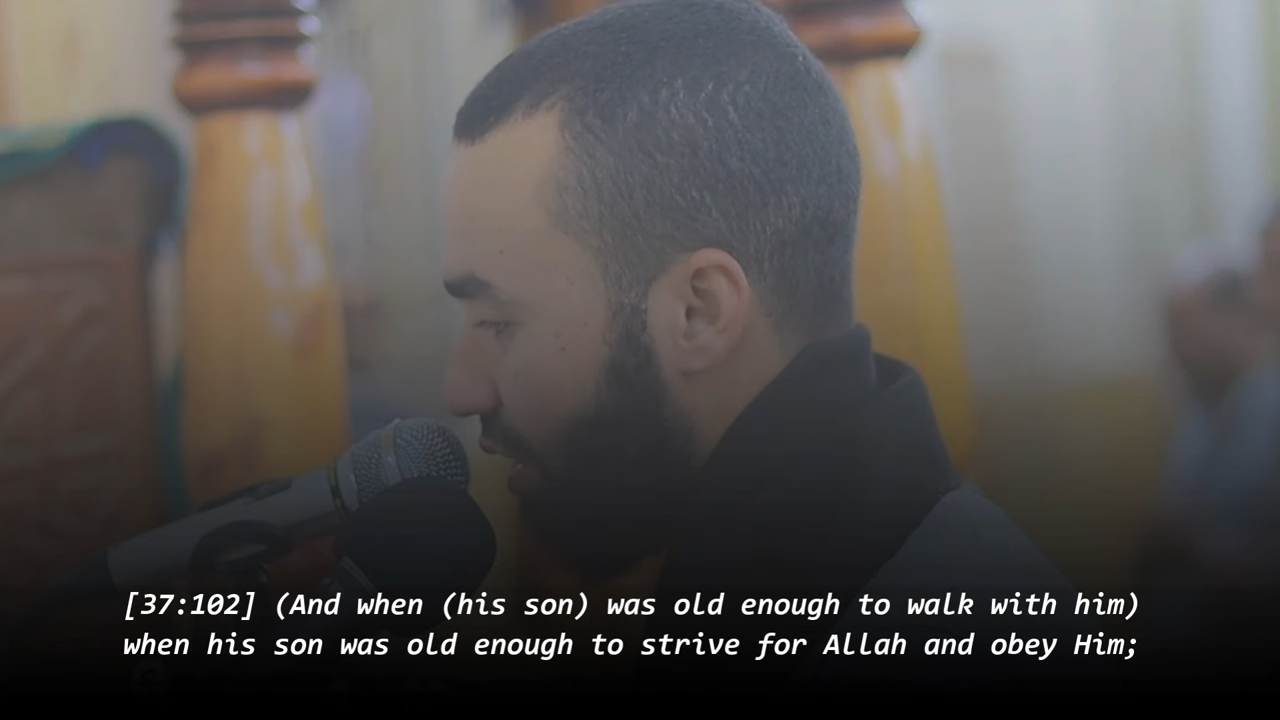 [37:102] (And when (his son) was old enough to walk with him)
when his son was old enough to strive for Allah and obey Him;